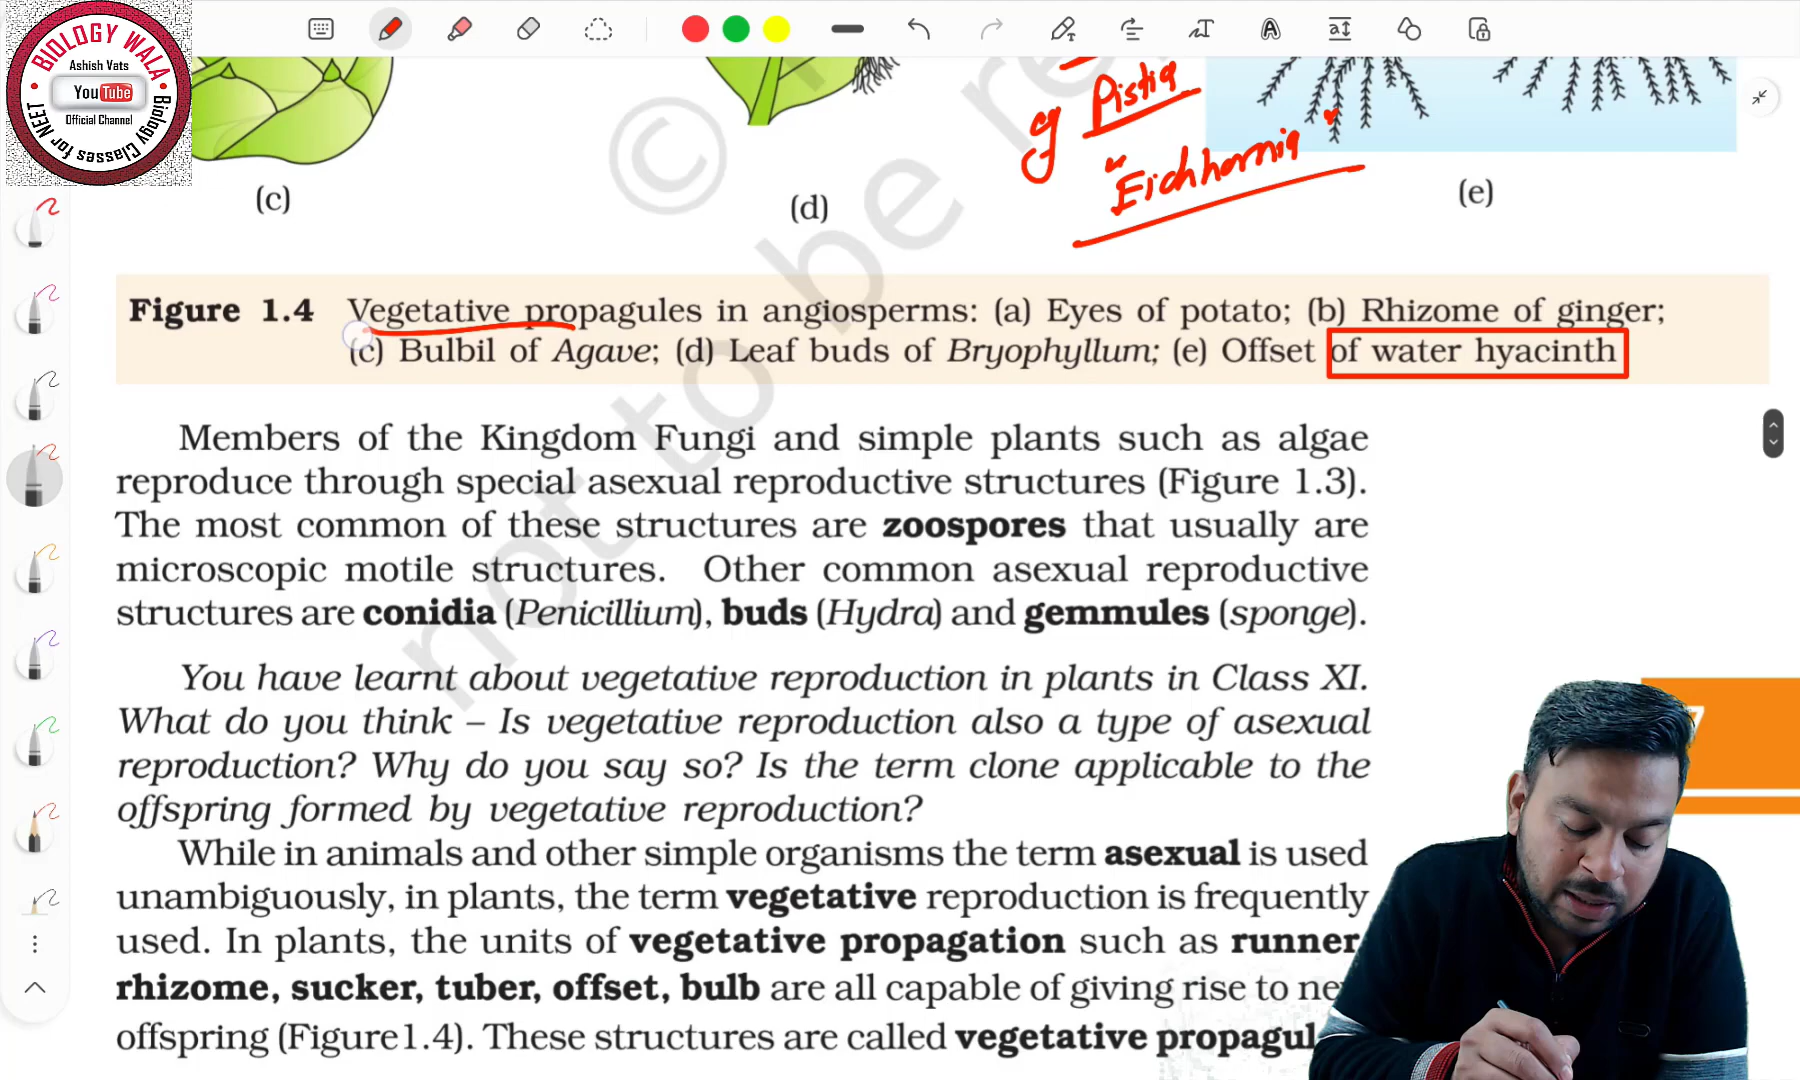 BIOLOGY WALA
Ashish Vats
YouTube
Official Channel
Biology Classes for NEET
eg Pistia
Eichhornia
(c)
(d)
(e)
Figure 1.4 Vegetative propagules in angiosperms: (a) Eyes of potato; (b) Rhizome of ginger;
(c) Bulbil of Agave; (d) Leaf buds of Bryophyllum; (e) Offset of water hyacinth
Members of the Kingdom Fungi and simple plants such as algae
reproduce through special asexual reproductive structures (Figure 1.3).
The most common of these structures are zoospores that usually are
microscopic motile structures. Other common asexual reproductive
structures are conidia (Penicillium), buds (Hydra) and gemmules (sponge).
You have learnt about vegetative reproduction in plants in Class XI.
What do you think – Is vegetative reproduction also a type of asexual
reproduction? Why do you say so? Is the term clone applicable to the
offspring formed by vegetative reproduction?
While in animals and other simple organisms the term asexual is used
unambiguously, in plants, the term vegetative reproduction is frequently
used. In plants, the units of vegetative propagation such as runner
rhizome, sucker, tuber, offset, bulb are all capable of giving rise to ne
offspring (Figure1.4). These structures are called vegetative propagul
© not to be re
7